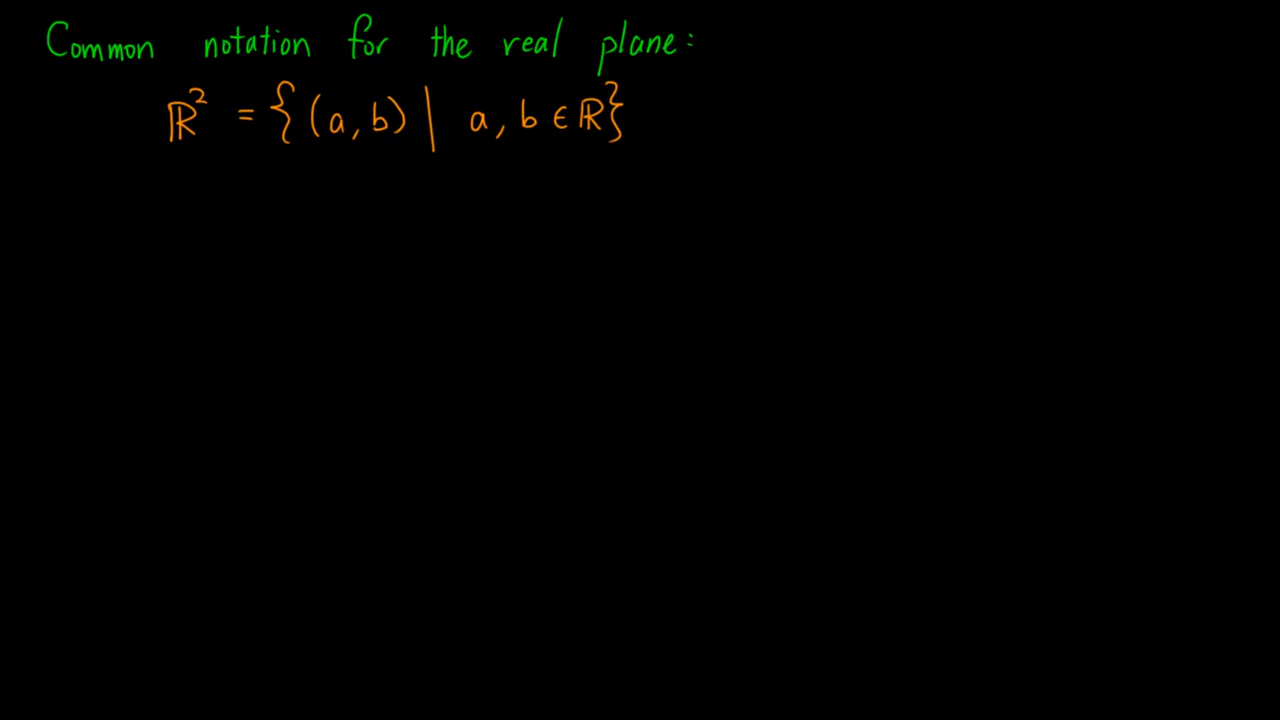 Common notation for the real plane:
ℝ² = {(a, b) | a, b ∈ ℝ}